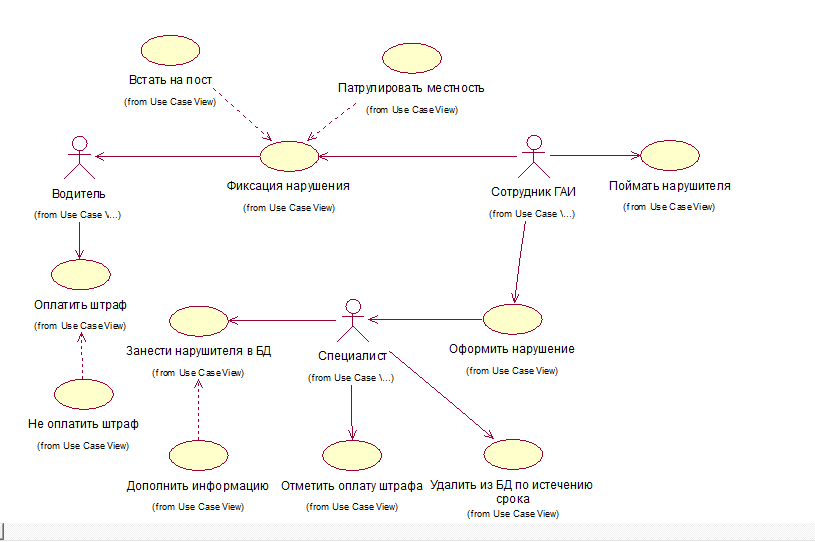 Встать на пост
(from Use Case View)
Патрулировать местность
(from Use Case View)
Водитель
(from Use Case \...)
Фиксация нарушения
(from Use Case View)
Сотрудник ГАИ
(from Use Case \...)
Поймать нарушителя
(from Use Case View)
Оплатить штраф
(from Use Case View)
Занести нарушителя в БД
(from Use Case View)
Специалист
(from Use Case \...)
Оформить нарушение
(from Use Case View)
Не оплатить штраф
(from Use Case View)
Дополнить информацию
(from Use Case View)
Отметить оплату штрафа
(from Use Case View)
Удалить из БД по истечению
срока
(from Use Case View)